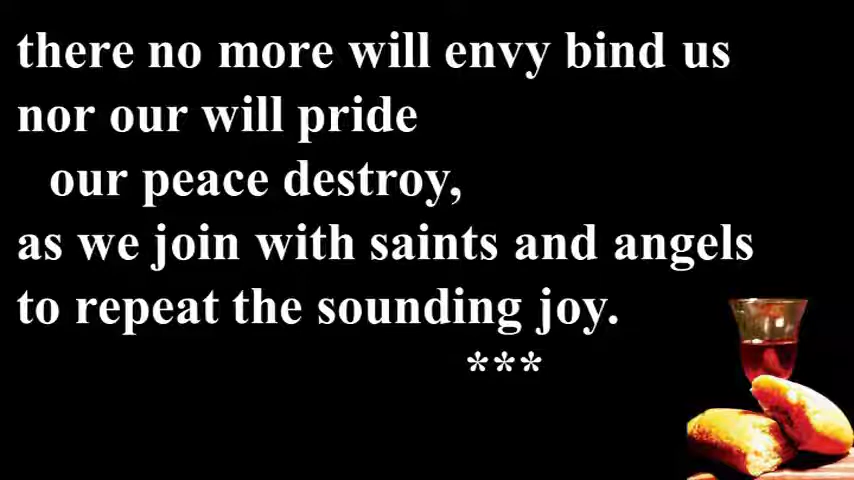 there no more will envy bind us
nor our will pride
our peace destroy,
as we join with saints and angels
to repeat the sounding joy.
***